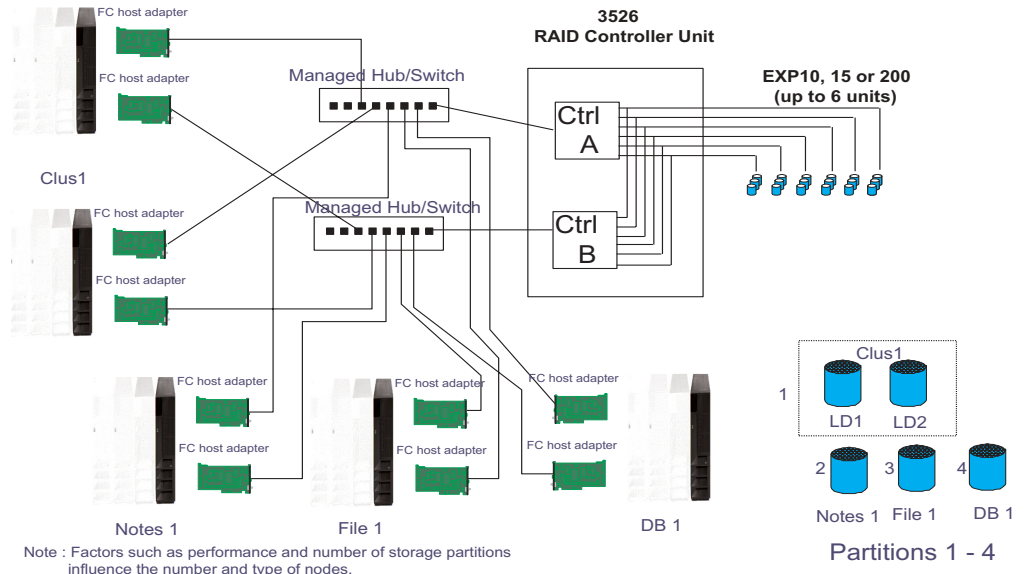 3526
RAID Controller Unit
FC host adapter
Managed Hub/Switch
EXP10, 15 or 200
(up to 6 units)
FC host adapter
Ctrl
A
Clus1
FC host adapter
Managed Hub/Switch
Ctrl
B
FC host adapter
Clus1
1
LD1
LD2
FC host adapter
FC host adapter
FC host adapter
FC host adapter
FC host adapter
FC host adapter
2
3
4
Notes 1
File 1
DB 1
Notes 1
File 1
DB 1
Partitions 1 - 4
Note : Factors such as performance and number of storage partitions
influence the number and type of nodes.